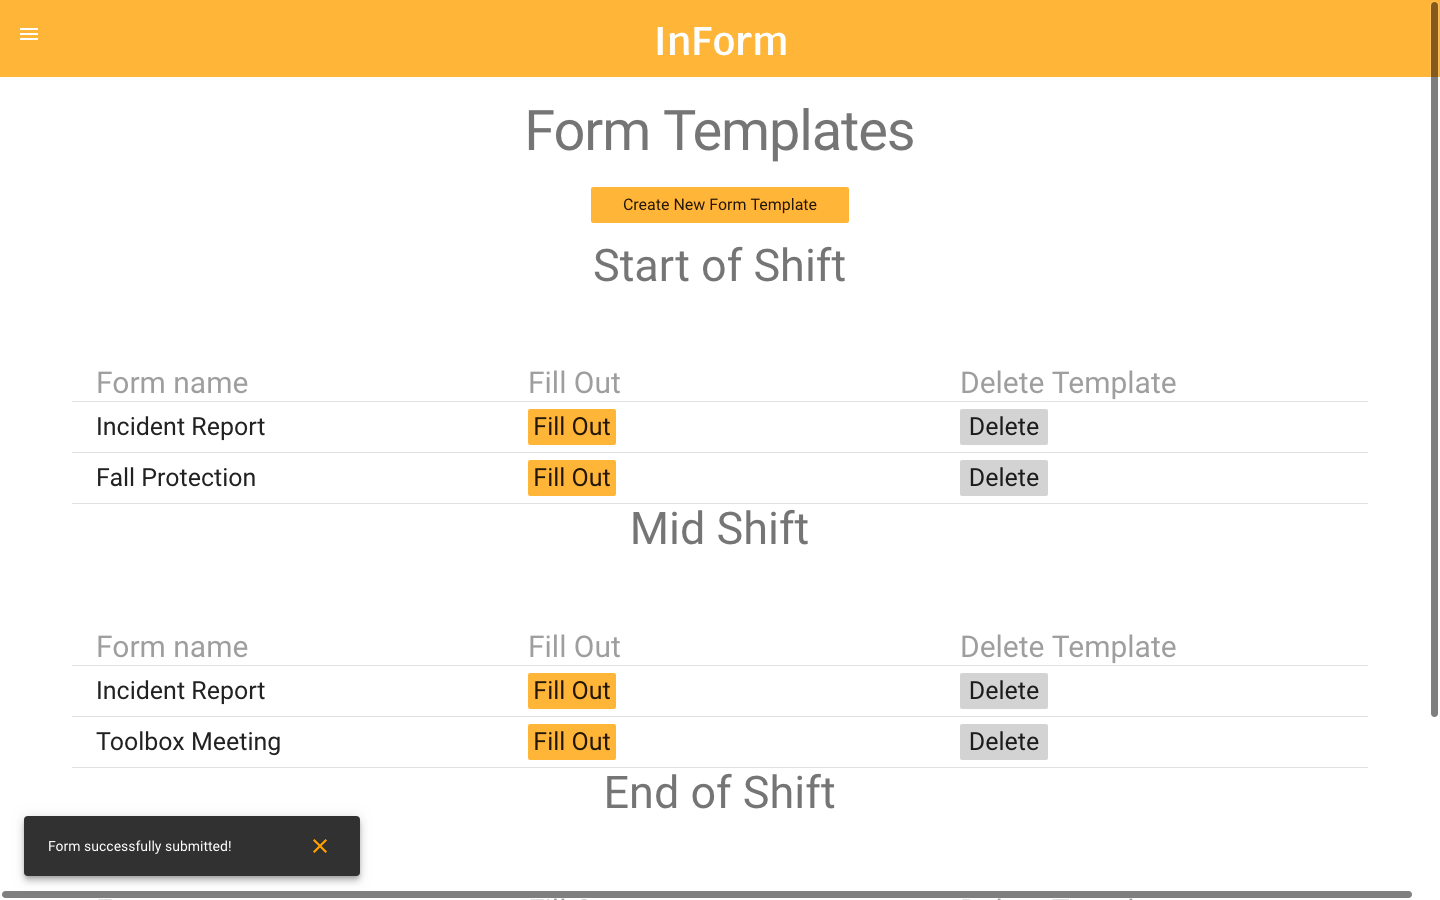 InForm
Form Templates
Create New Form Template
Start of Shift
Form name Fill Out Delete Template
Incident Report Fill Out Delete
Fall Protection Fill Out Delete
Mid Shift
Form name Fill Out Delete Template
Incident Report Fill Out Delete
Toolbox Meeting Fill Out Delete
End of Shift
Form successfully submitted!